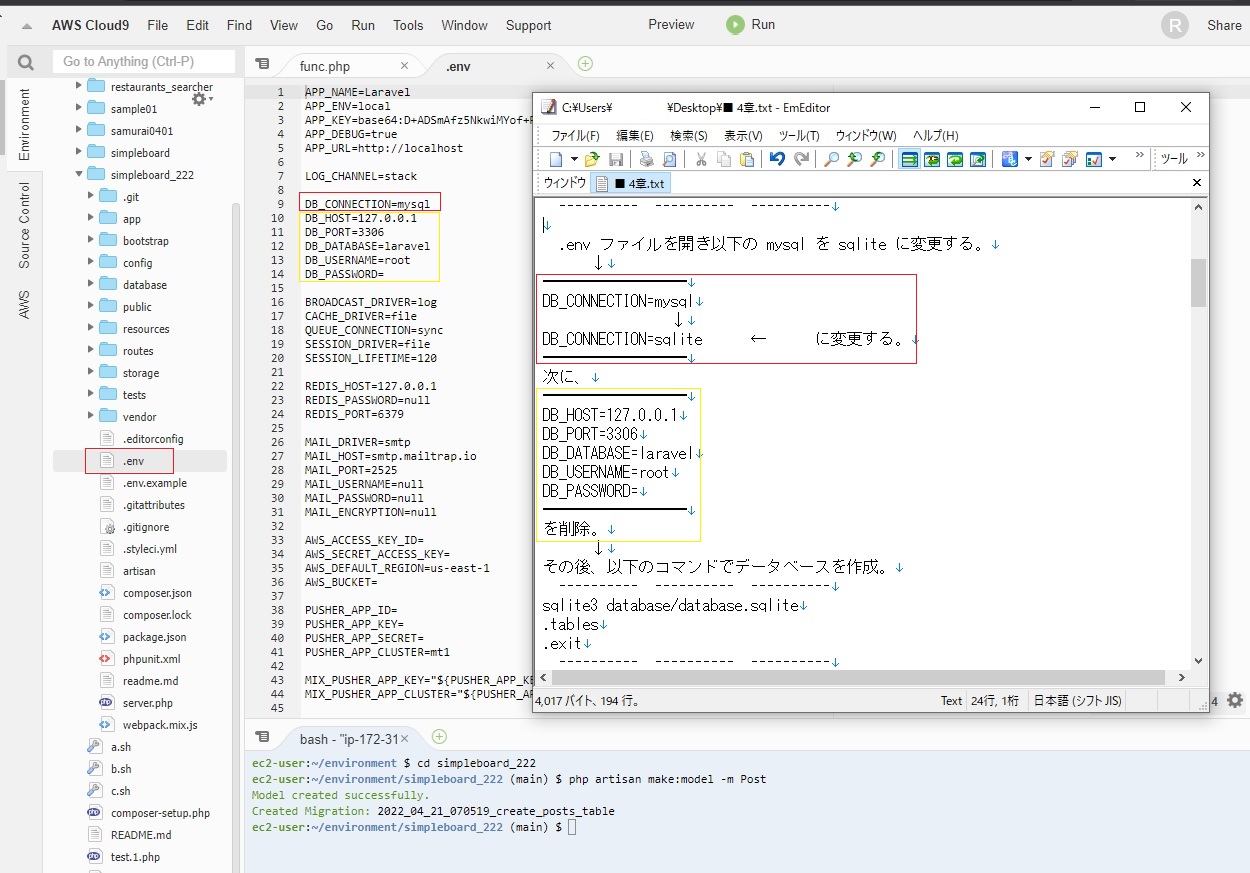 AWS Cloud9 File Edit Find View Go Run Tools Window Support Preview Run R Share
Go to Anything (Ctrl-P)
func.php
.env
Environment
Source Control
AWS
restaurants_searcher
sample01
samurai0401
simpleboard
simpleboard_222
.git
app
bootstrap
config
database
public
resources
routes
storage
tests
vendor
.editorconfig
.env
.env.example
.gitattributes
.gitignore
.styleci.yml
artisan
composer.json
composer.lock
package.json
phpunit.xml
readme.md
server.php
webpack.mix.js
a.sh
b.sh
c.sh
composer-setup.php
README.md
test.1.php
1 APP_NAME=Laravel
2 APP_ENV=local
3 APP_KEY=base64:D+ADSmAfz5NkwiMYof+
4 APP_DEBUG=true
5 APP_URL=http://localhost
6
7 LOG_CHANNEL=stack
8
9 DB_CONNECTION=mysql
10 DB_HOST=127.0.0.1
11 DB_PORT=3306
12 DB_DATABASE=laravel
13 DB_USERNAME=root
14 DB_PASSWORD=
15
16 BROADCAST_DRIVER=log
17 CACHE_DRIVER=file
18 QUEUE_CONNECTION=sync
19 SESSION_DRIVER=file
20 SESSION_LIFETIME=120
21
22 REDIS_HOST=127.0.0.1
23 REDIS_PASSWORD=null
24 REDIS_PORT=6379
25
26 MAIL_DRIVER=smtp
27 MAIL_HOST=smtp.mailtrap.io
28 MAIL_PORT=2525
29 MAIL_USERNAME=null
30 MAIL_PASSWORD=null
31 MAIL_ENCRYPTION=null
32
33 AWS_ACCESS_KEY_ID=
34 AWS_SECRET_ACCESS_KEY=
35 AWS_DEFAULT_REGION=us-east-1
36 AWS_BUCKET=
37
38 PUSHER_APP_ID=
39 PUSHER_APP_KEY=
40 PUSHER_APP_SECRET=
41 PUSHER_APP_CLUSTER=mt1
42
43 MIX_PUSHER_APP_KEY="${PUSHER_APP_KE
44 MIX_PUSHER_APP_CLUSTER="${PUSHER_AP
45
C:¥Users¥ ¥Desktop¥■ 4章.txt - EmEditor
ファイル(F) 編集(E) 検索(S) 表示(V) ツール(T) ウィンドウ(W) ヘルプ(H)
ツール
ウィンドウ ■ 4章.txt
---------- ---------- ----------↓
↓
.env ファイルを開き以下の mysql を sqlite に変更する。↓
↓↓
━━━━━━━━━↓
DB_CONNECTION=mysql↓
↓↓
DB_CONNECTION=sqlite ← に変更する。↓
━━━━━━━━━↓
次に、↓
━━━━━━━━━↓
DB_HOST=127.0.0.1↓
DB_PORT=3306↓
DB_DATABASE=laravel↓
DB_USERNAME=root↓
DB_PASSWORD=↓
━━━━━━━━━↓
を削除。↓
↓↓
その後、以下のコマンドでデータベースを作成。↓
---------- ---------- ----------↓
sqlite3 database/database.sqlite↓
.tables↓
.exit↓
---------- ---------- ----------↓
4,017 バイト、194 行。 Text 24行, 1桁 日本語 (シフト JIS)
4
bash - "ip-172-31
ec2-user:~/environment $ cd simpleboard_222
ec2-user:~/environment/simpleboard_222 (main) $ php artisan make:model -m Post
Model created successfully.
Created Migration: 2022_04_21_070519_create_posts_table
ec2-user:~/environment/simpleboard_222 (main) $